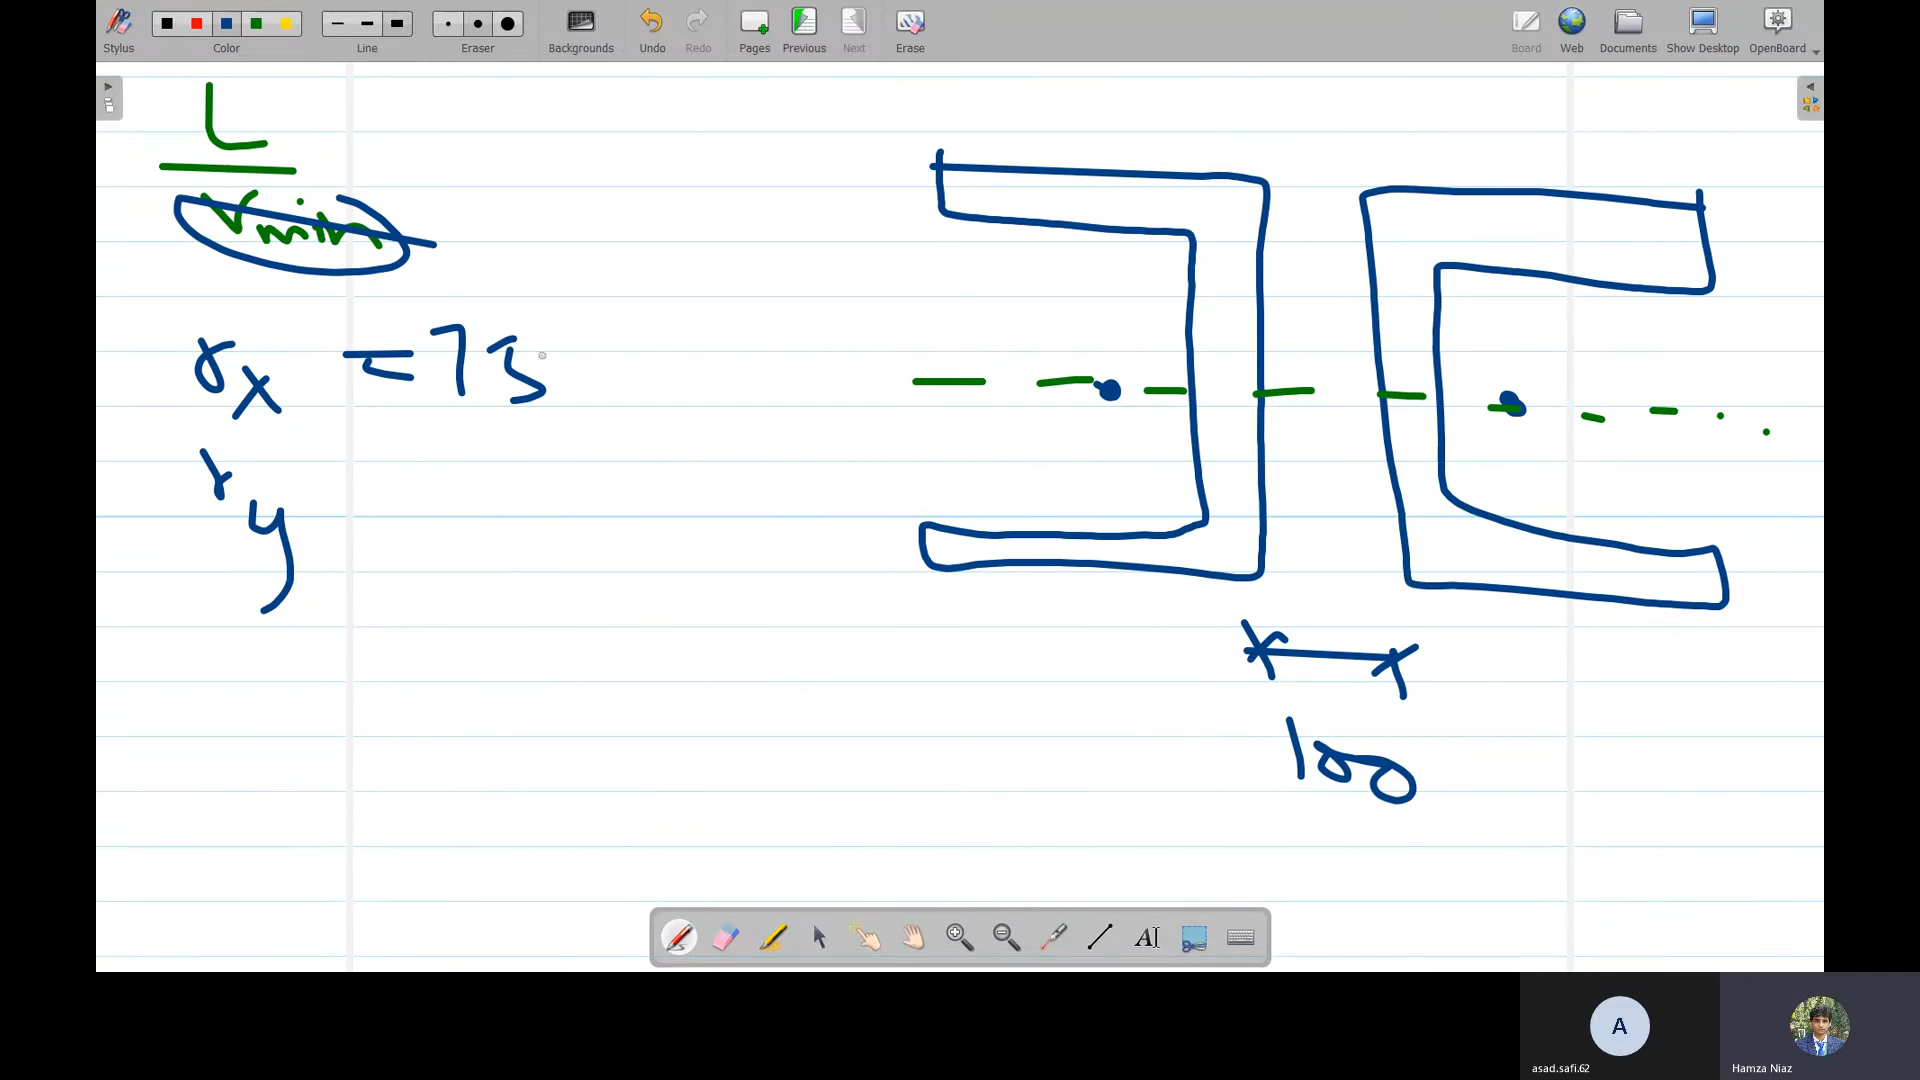 Stylus
Color
Line
Eraser
Backgrounds
Undo
Redo
Pages
Previous
Next
Erase
Board
Web
Documents
Show Desktop
OpenBoard
L
rmin
rx = 73
ry
100
A
asad.safi.62
Hamza Niaz